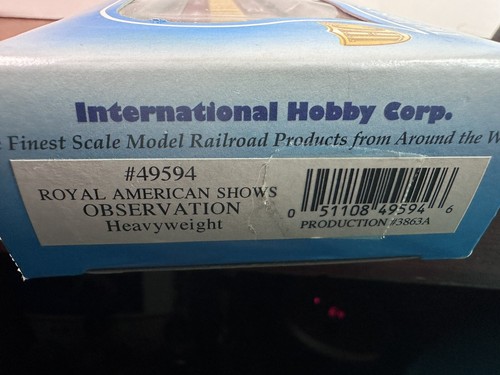 International Hobby Corp.
Finest Scale Model Railroad Products from Around the W
#49594
ROYAL AMERICAN SHOWS
OBSERVATION
Heavyweight
0 51108 49594 6
PRODUCTION #3863A